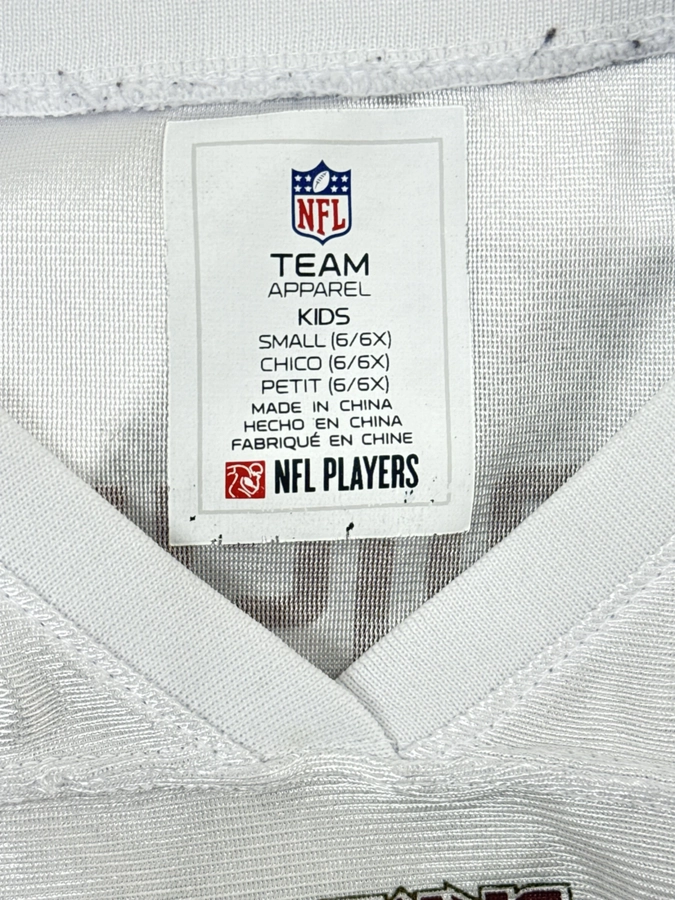 NFL
TEAM
APPAREL
KIDS
SMALL (6/6X)
CHICO (6/6X)
PETIT (6/6X)
MADE IN CHINA
HECHO EN CHINA
FABRIQUÉ EN CHINE
NFL PLAYERS